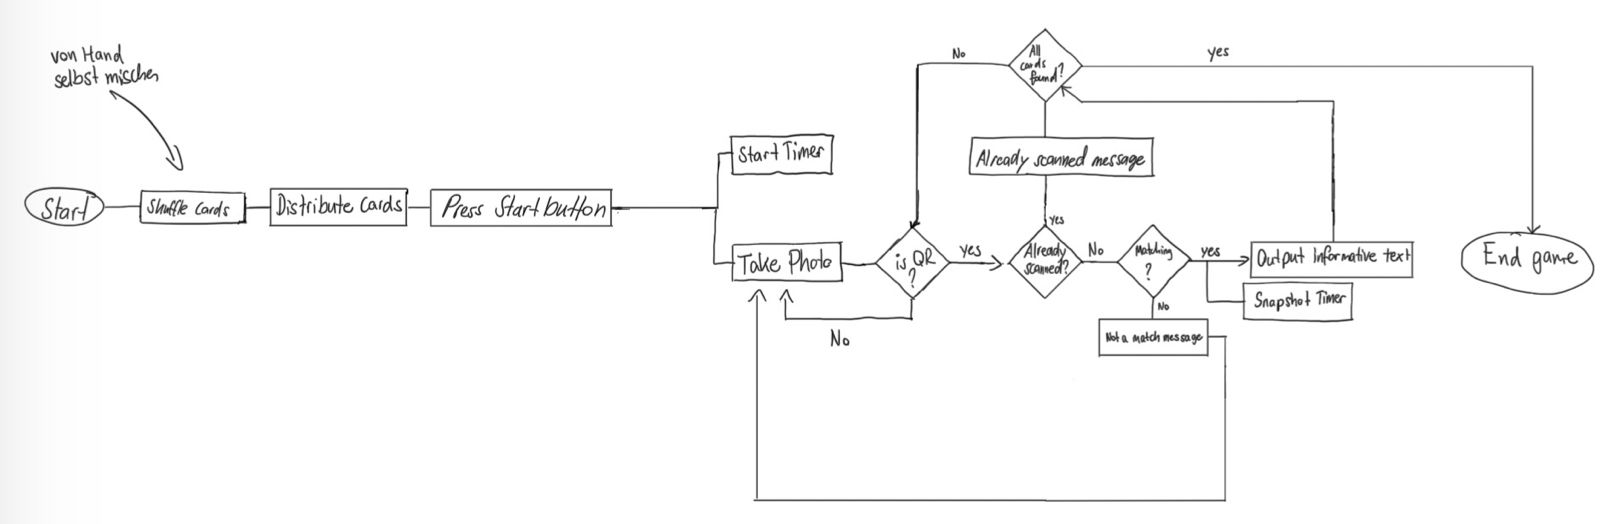 von Hand
selbst mischen
Start
Shuffle Cards
Distribute Cards
Press Start button
Start Timer
Take Photo
is QR
?
yes
No
Already
scanned?
yes
No
Already scanned message
All
cards
found?
No
yes
Matching
?
yes
No
Not a match message
Output Informative text
Snapshot Timer
End game